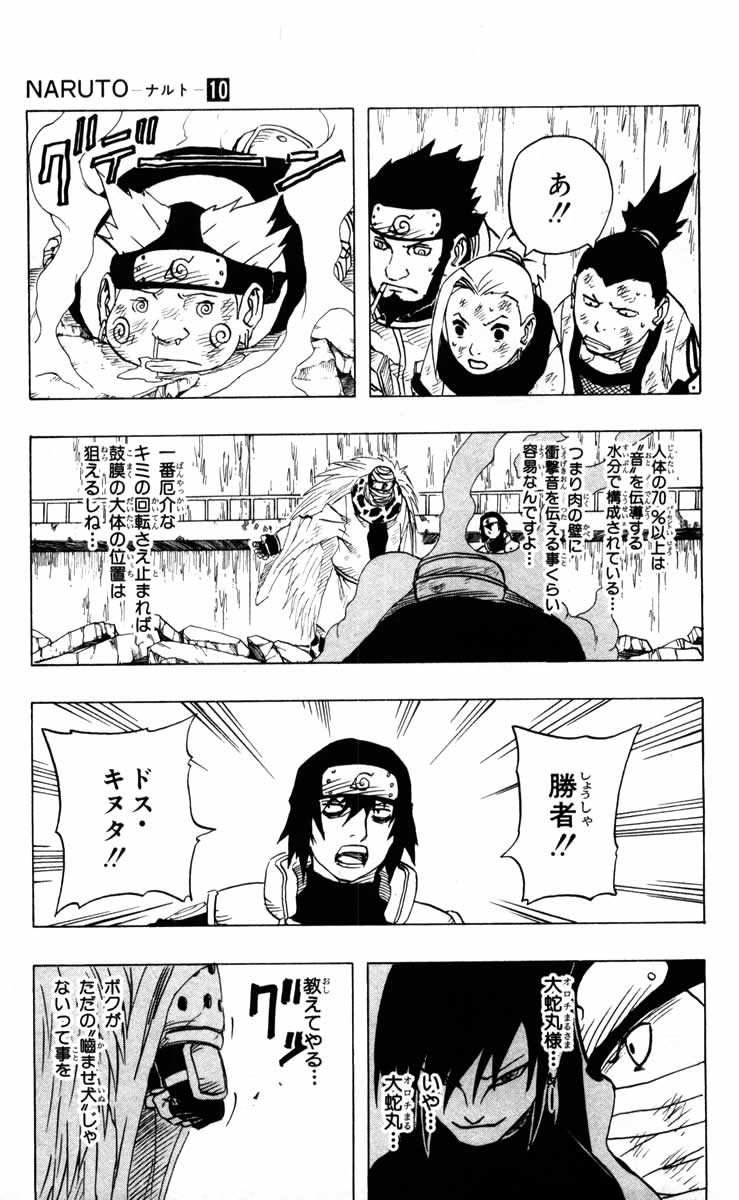 NARUTO―ナルト―10
あ!!
グデ
人体の70%以上は
"音"を伝導する
水分で構成されている…
つまり肉の壁に
衝撃音を伝える事くらい
容易なんですよ…
一番厄介な
キミの回転さえ止まれば
鼓膜の大体の位置は
狙えるしね…
勝者!!
ドス・
キヌタ!!
大蛇丸様…
いや…
大蛇丸…
教えてやる…
グッ
ボクが
ただの"嚙ませ犬"じゃ
ないって事を